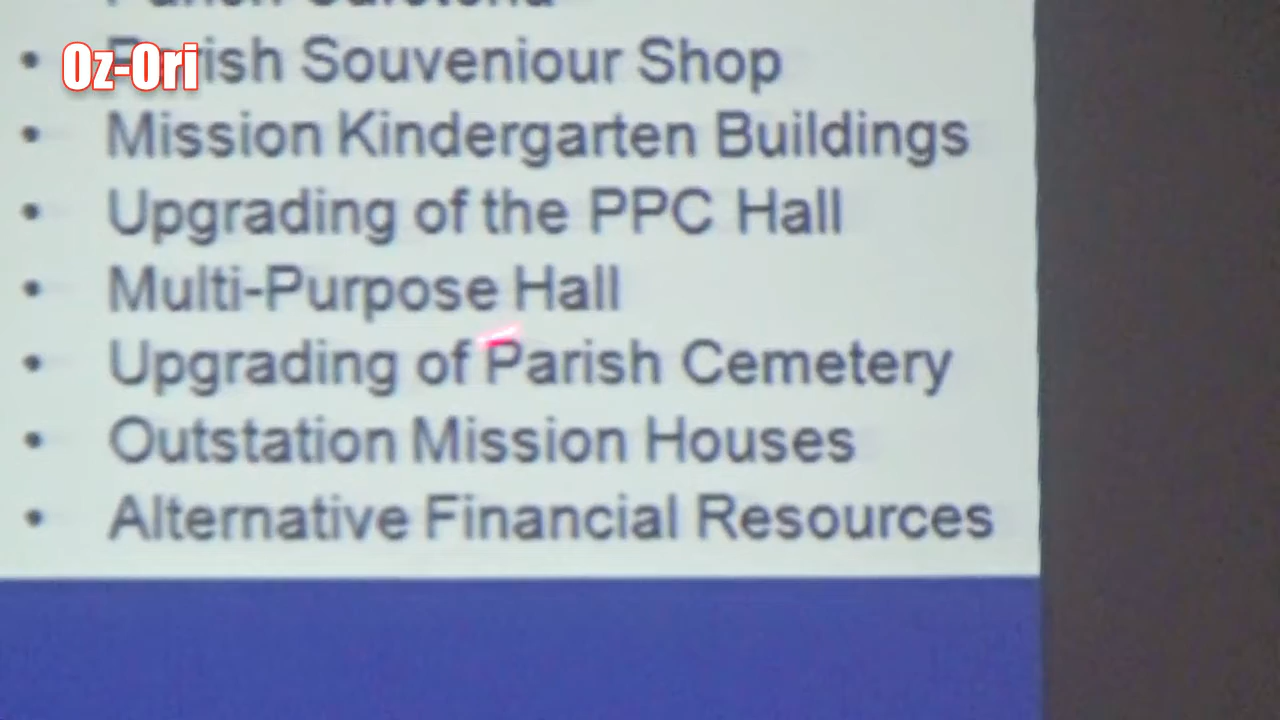 Oz-Ori
Parish Souveniour Shop
• Mission Kindergarten Buildings
• Upgrading of the PPC Hall
• Multi-Purpose Hall
• Upgrading of Parish Cemetery
• Outstation Mission Houses
• Alternative Financial Resources